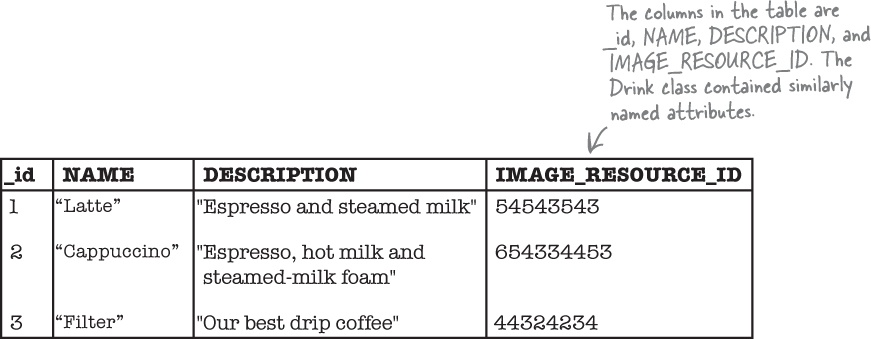 The columns in the table are
_id, NAME, DESCRIPTION, and
IMAGE_RESOURCE_ID. The
Drink class contained similarly
named attributes.
_id NAME DESCRIPTION IMAGE_RESOURCE_ID
1 “Latte” "Espresso and steamed milk" 54543543
2 “Cappuccino” "Espresso, hot milk and 654334453
steamed-milk foam"
3 “Filter” "Our best drip coffee" 44324234